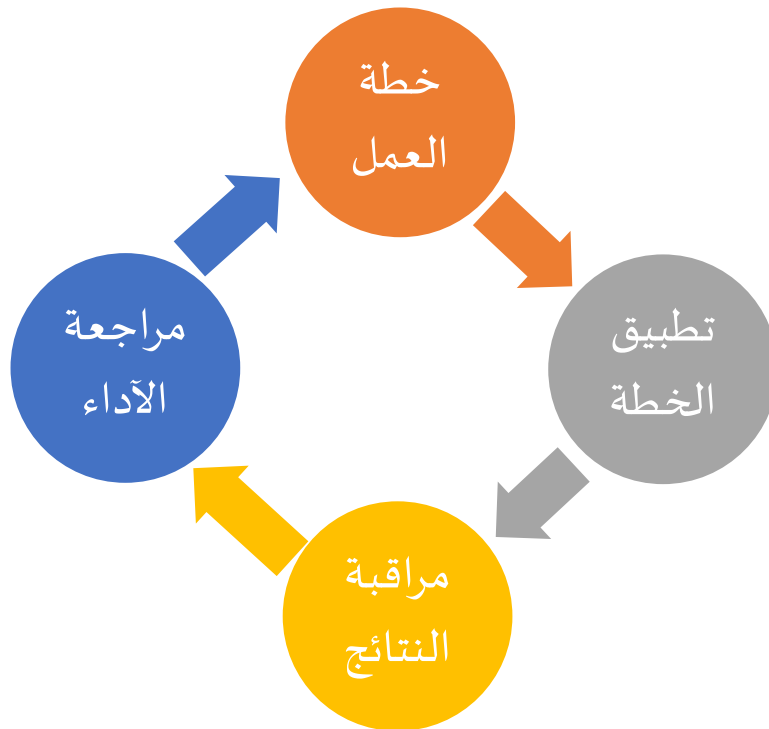 خطة
العمل
تطبيق
الخطة
مراقبة
النتائج
مراجعة
الآداء